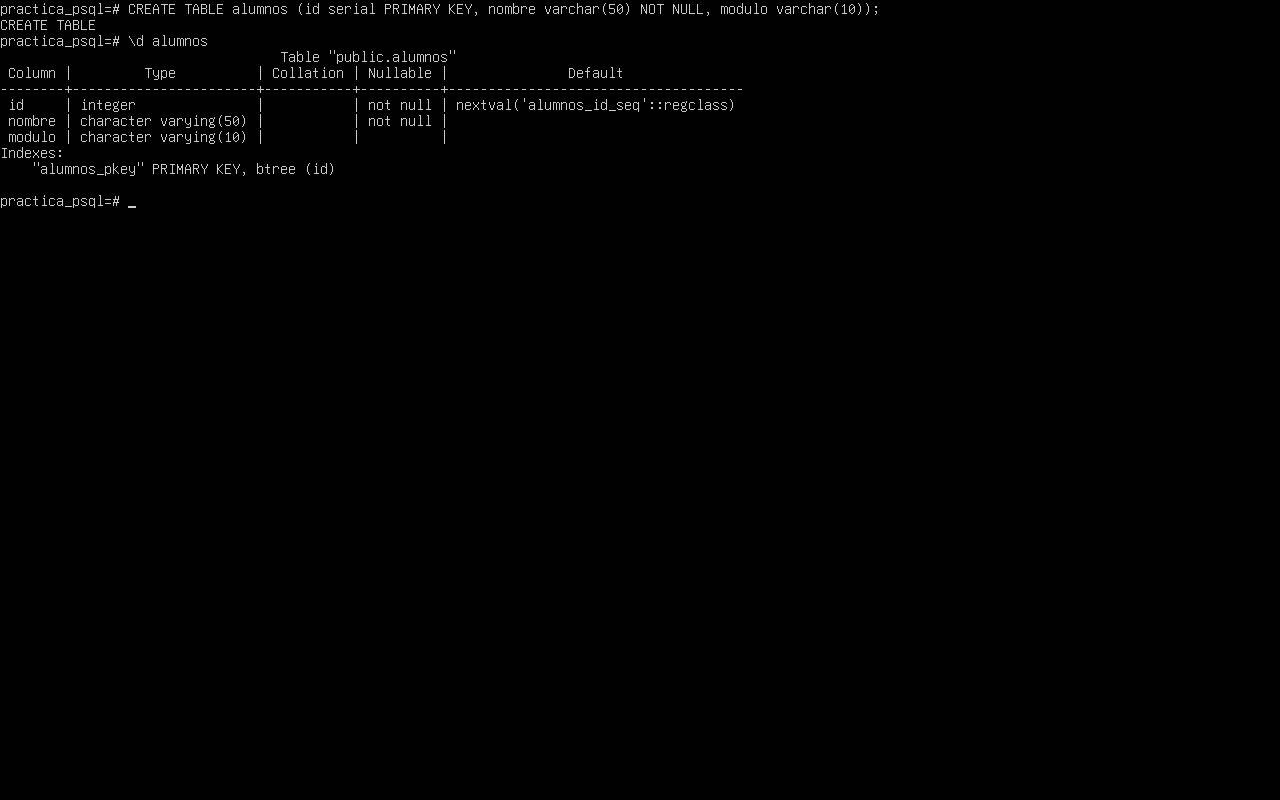 practica_psql=# CREATE TABLE alumnos (id serial PRIMARY KEY, nombre varchar(50) NOT NULL, modulo varchar(10));
CREATE TABLE
practica_psql=# \d alumnos
                                   Table "public.alumnos"
 Column |         Type          | Collation | Nullable |               Default
--------+-----------------------+-----------+----------+-------------------------------------
 id     | integer               |           | not null | nextval('alumnos_id_seq'::regclass)
 nombre | character varying(50) |           | not null |
 modulo | character varying(10) |           |          |
Indexes:
    "alumnos_pkey" PRIMARY KEY, btree (id)

practica_psql=# _